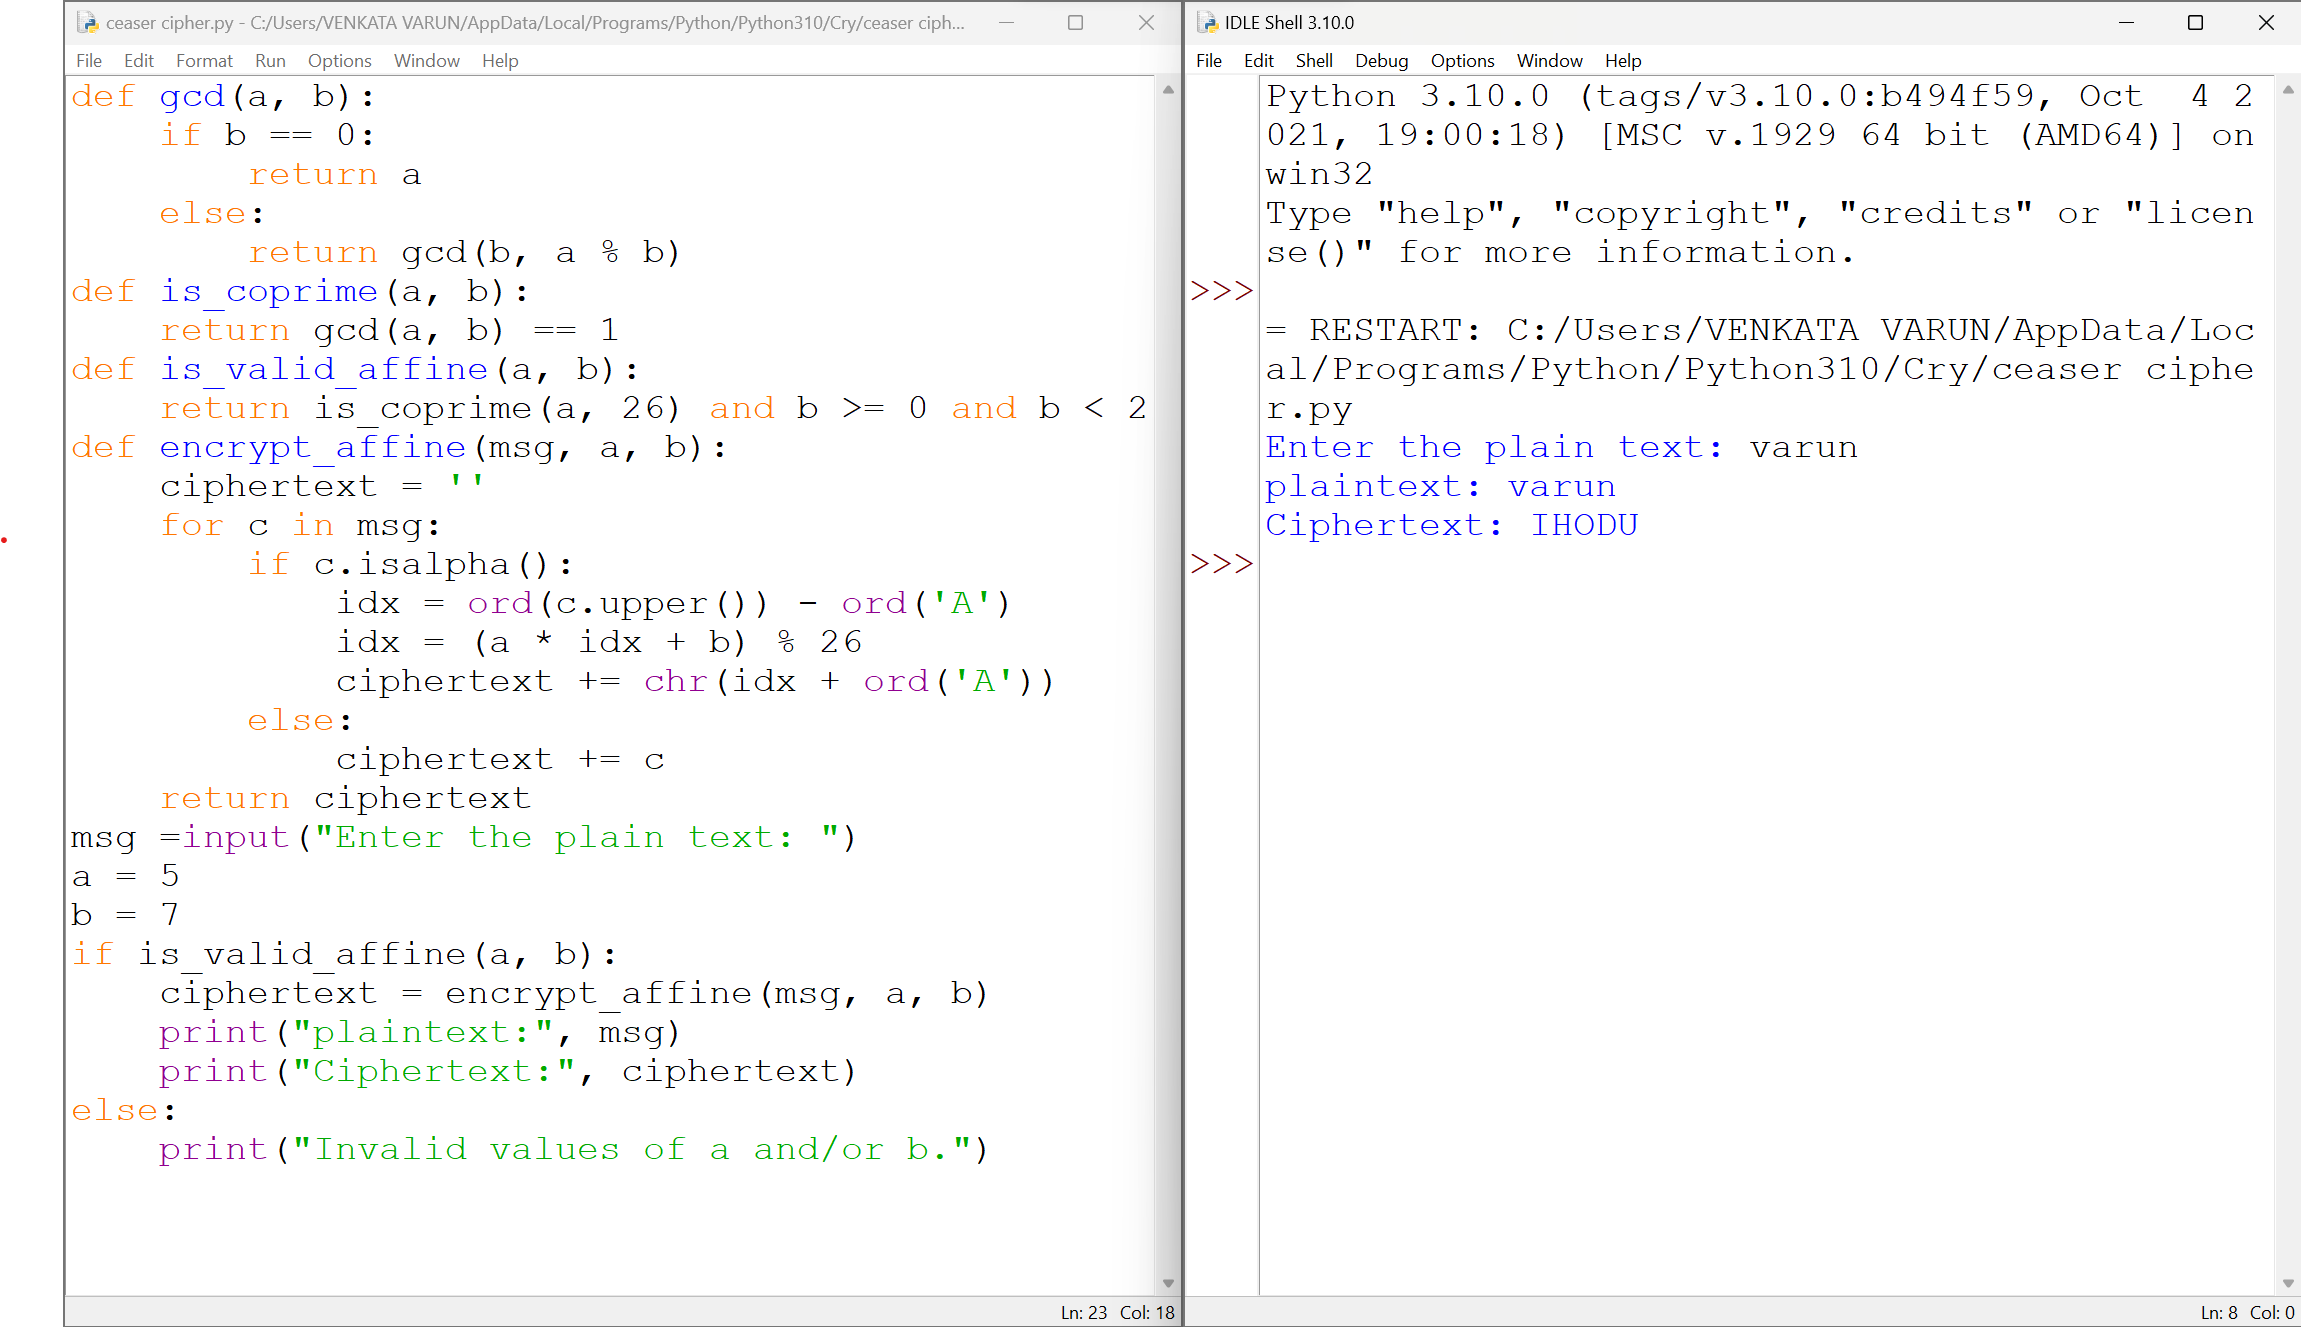 ceaser cipher.py - C:/Users/VENKATA VARUN/AppData/Local/Programs/Python/Python310/Cry/ceaser ciph...
File Edit Format Run Options Window Help
def gcd(a, b):
    if b == 0:
        return a
    else:
        return gcd(b, a % b)
def is_coprime(a, b):
    return gcd(a, b) == 1
def is_valid_affine(a, b):
    return is_coprime(a, 26) and b >= 0 and b < 2
def encrypt_affine(msg, a, b):
    ciphertext = ''
    for c in msg:
        if c.isalpha():
            idx = ord(c.upper()) - ord('A')
            idx = (a * idx + b) % 26
            ciphertext += chr(idx + ord('A'))
        else:
            ciphertext += c
    return ciphertext
msg =input("Enter the plain text: ")
a = 5
b = 7
if is_valid_affine(a, b):
    ciphertext = encrypt_affine(msg, a, b)
    print("plaintext:", msg)
    print("Ciphertext:", ciphertext)
else:
    print("Invalid values of a and/or b.")
Ln: 23 Col: 18
IDLE Shell 3.10.0
File Edit Shell Debug Options Window Help
Python 3.10.0 (tags/v3.10.0:b494f59, Oct  4 2
021, 19:00:18) [MSC v.1929 64 bit (AMD64)] on
win32
Type "help", "copyright", "credits" or "licen
se()" for more information.
>>>
= RESTART: C:/Users/VENKATA VARUN/AppData/Loc
al/Programs/Python/Python310/Cry/ceaser ciphe
r.py
Enter the plain text: varun
plaintext: varun
Ciphertext: IHODU
>>>
Ln: 8 Col: 0